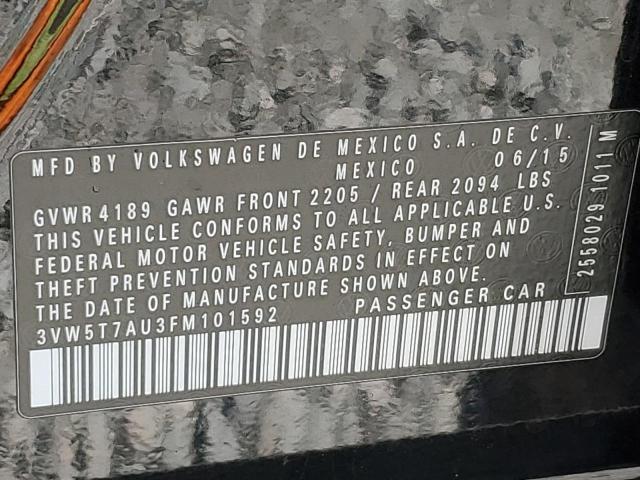 MFD BY VOLKSWAGEN DE MEXICO S.A. DE C.V.
MEXICO 06/15
GVWR 4189 GAWR FRONT 2205 / REAR 2094 LBS
THIS VEHICLE CONFORMS TO ALL APPLICABLE U.S.
FEDERAL MOTOR VEHICLE SAFETY, BUMPER AND
THEFT PREVENTION STANDARDS IN EFFECT ON
THE DATE OF MANUFACTURE SHOWN ABOVE.
3VW5T7AU3FM101592 PASSENGER CAR
2558029 1011 M